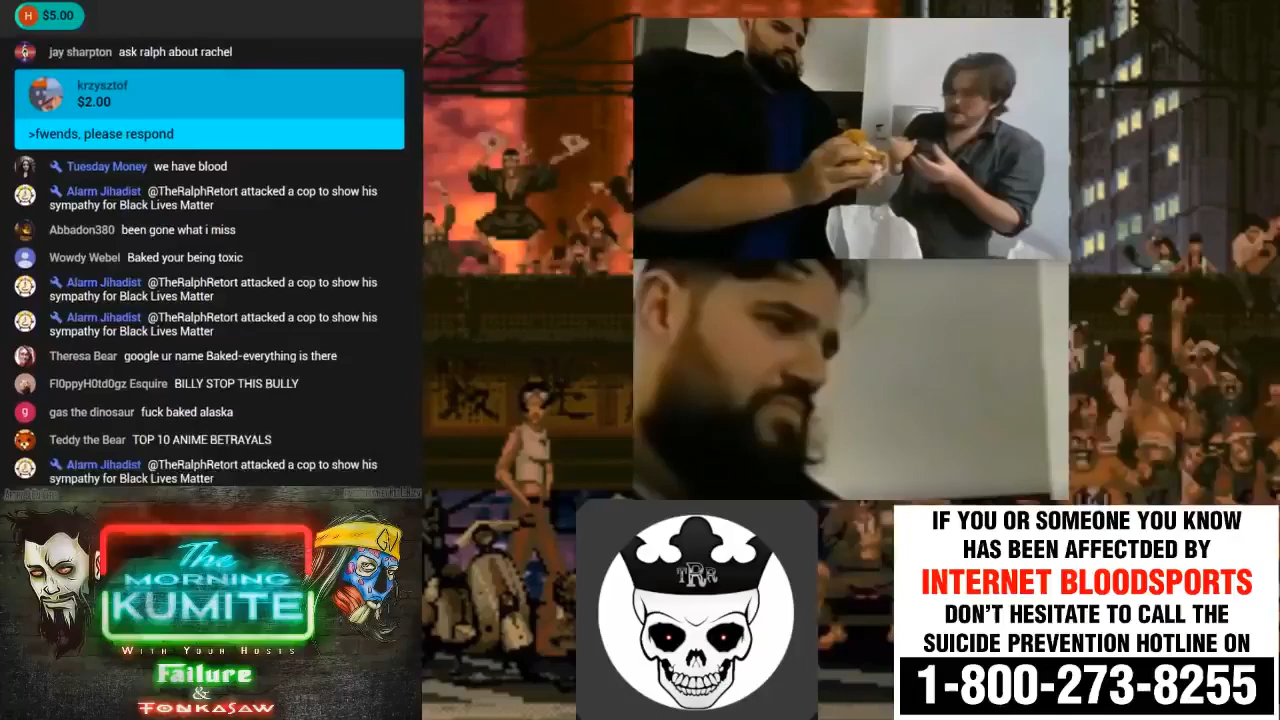 H $5.00
jay sharpton ask ralph about rachel
krzysztof
$2.00
>fwends, please respond
Tuesday Money we have blood
Alarm Jihadist @TheRalphRetort attacked a cop to show his
sympathy for Black Lives Matter
Abbadon380 been gone what i miss
Wowdy Webel Baked your being toxic
Alarm Jihadist @TheRalphRetort attacked a cop to show his
sympathy for Black Lives Matter
Alarm Jihadist @TheRalphRetort attacked a cop to show his
sympathy for Black Lives Matter
Theresa Bear google ur name Baked-everything is there
Fl0ppyH0td0gz Esquire BILLY STOP THIS BULLY
g gas the dinosaur fuck baked alaska
Teddy the Bear TOP 10 ANIME BETRAYALS
Alarm Jihadist @TheRalphRetort attacked a cop to show his
sympathy for Black Lives Matter
The
MORNING
KUMITE
WITH YOUR HOSTS
Failure
&
TONKASAW
TRR
IF YOU OR SOMEONE YOU KNOW
HAS BEEN AFFECTDED BY
INTERNET BLOODSPORTS
DON'T HESITATE TO CALL THE
SUICIDE PREVENTION HOTLINE ON
1-800-273-8255